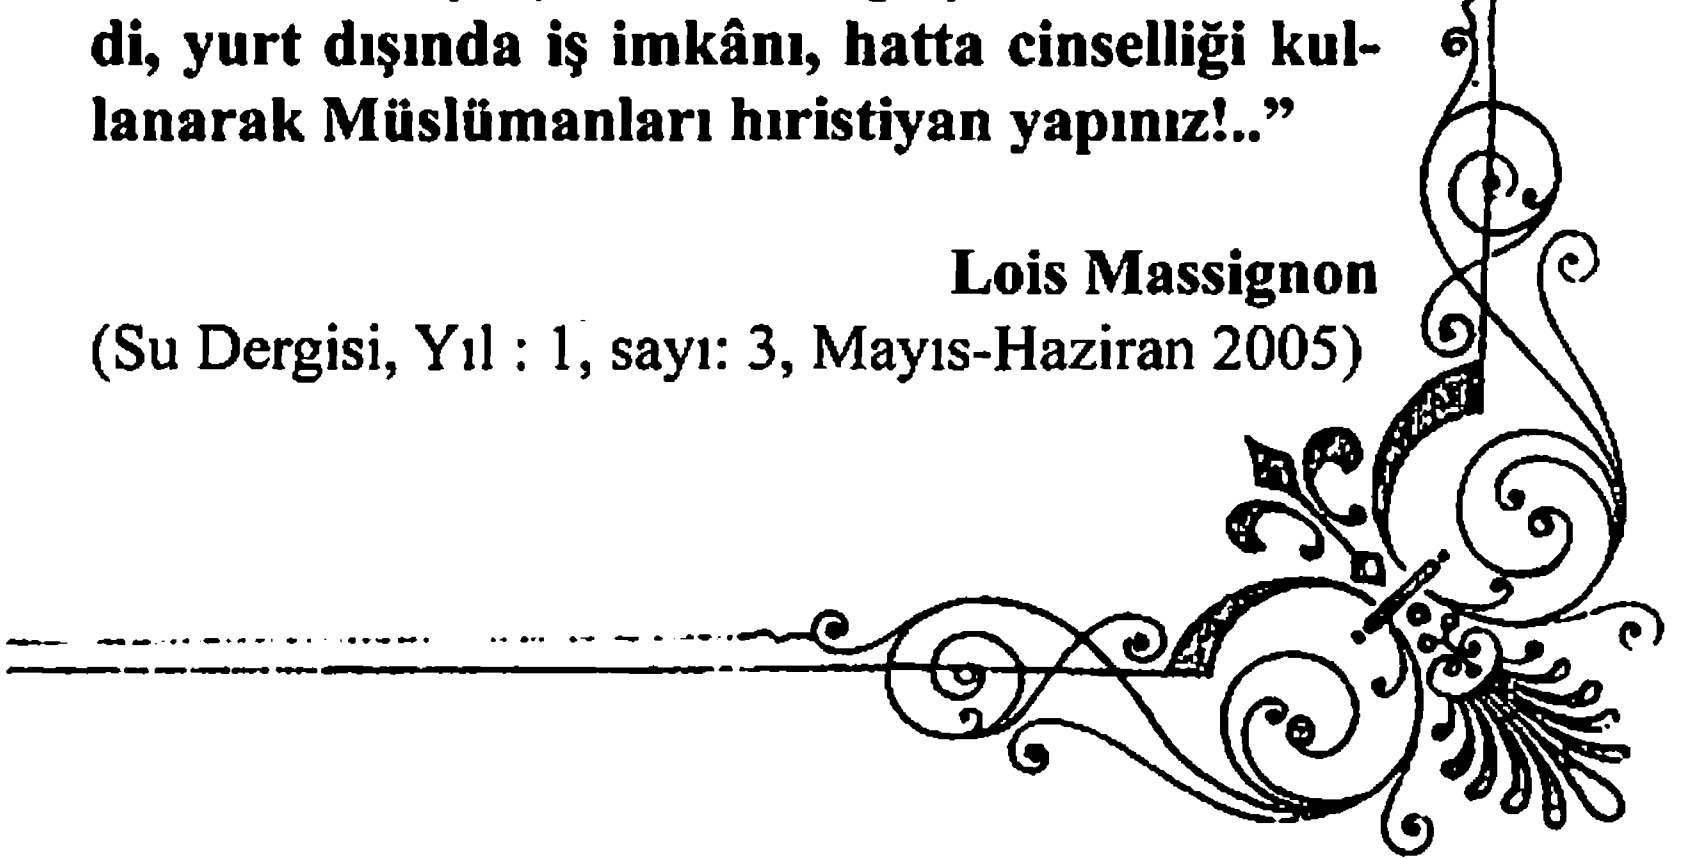 di, yurt dışında iş imkânı, hatta cinselliği kul-
lanarak Müslümanları hıristiyan yapınız!..”
Lois Massignon
(Su Dergisi, Yıl : 1, sayı: 3, Mayıs-Haziran 2005)